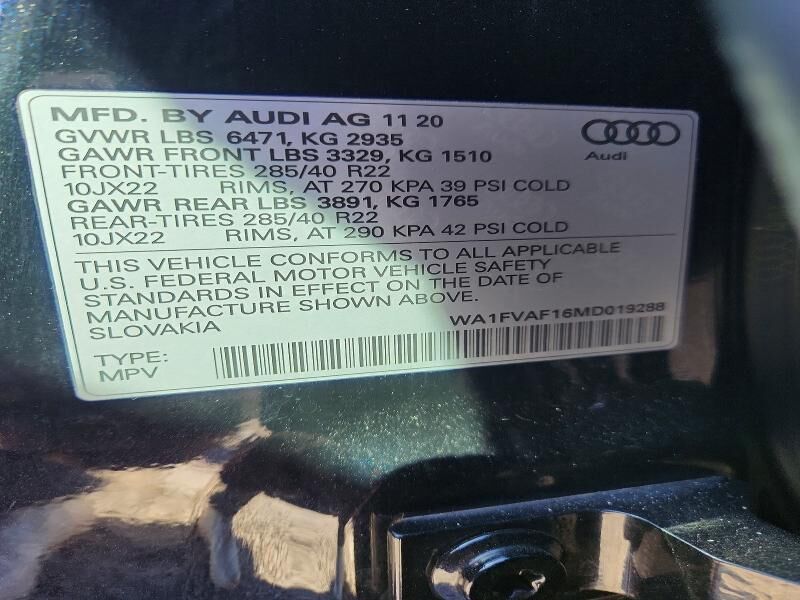 MFD. BY AUDI AG 11 20
GVWR LBS 6471, KG 2935
GAWR FRONT LBS 3329, KG 1510
FRONT-TIRES 285/40 R22
10JX22 RIMS, AT 270 KPA 39 PSI COLD
GAWR REAR LBS 3891, KG 1765
REAR-TIRES 285/40 R22
10JX22 RIMS, AT 290 KPA 42 PSI COLD
Audi
THIS VEHICLE CONFORMS TO ALL APPLICABLE
U.S. FEDERAL MOTOR VEHICLE SAFETY
STANDARDS IN EFFECT ON THE DATE OF
MANUFACTURE SHOWN ABOVE.
SLOVAKIA
WA1FVAF16MD019288
TYPE:
MPV